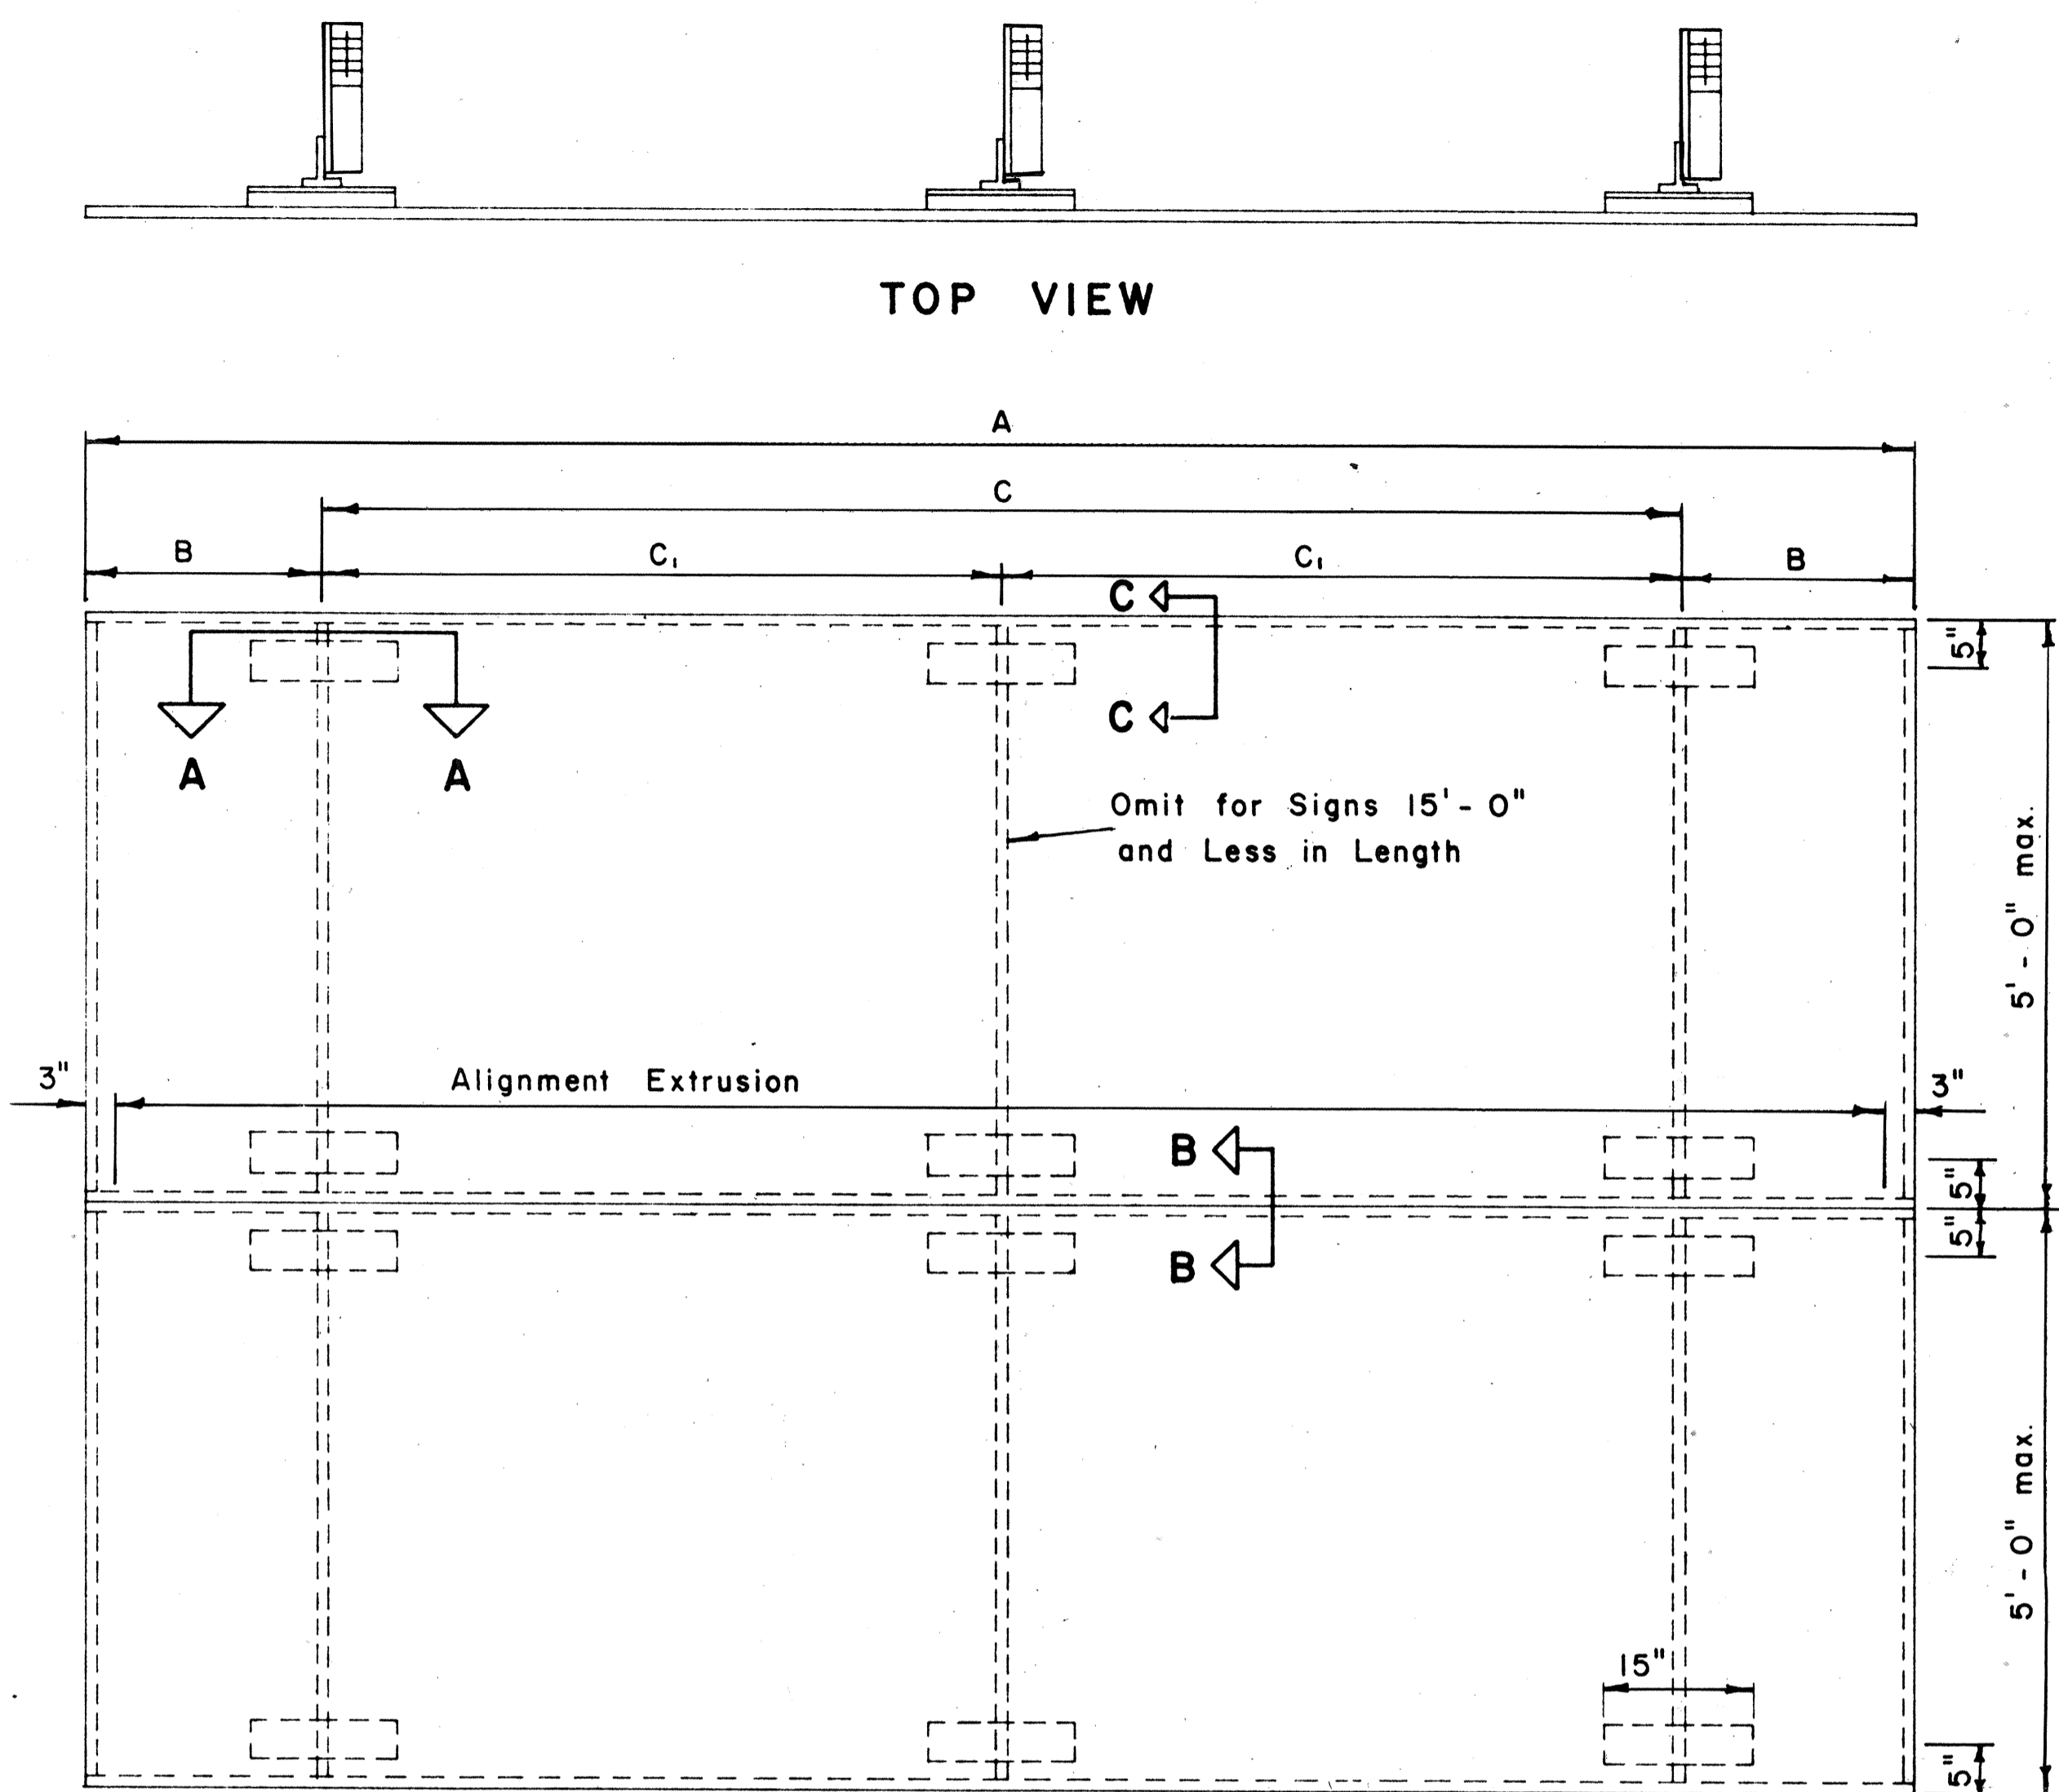 TOP VIEW
A
C
B C₁ C₁ B
C
5"
C
A A
Omit for Signs 15'-0"
and Less in Length
5'-0" max.
3" Alignment Extrusion 3"
B
5"
5"
B
5'-0" max.
15"
5"